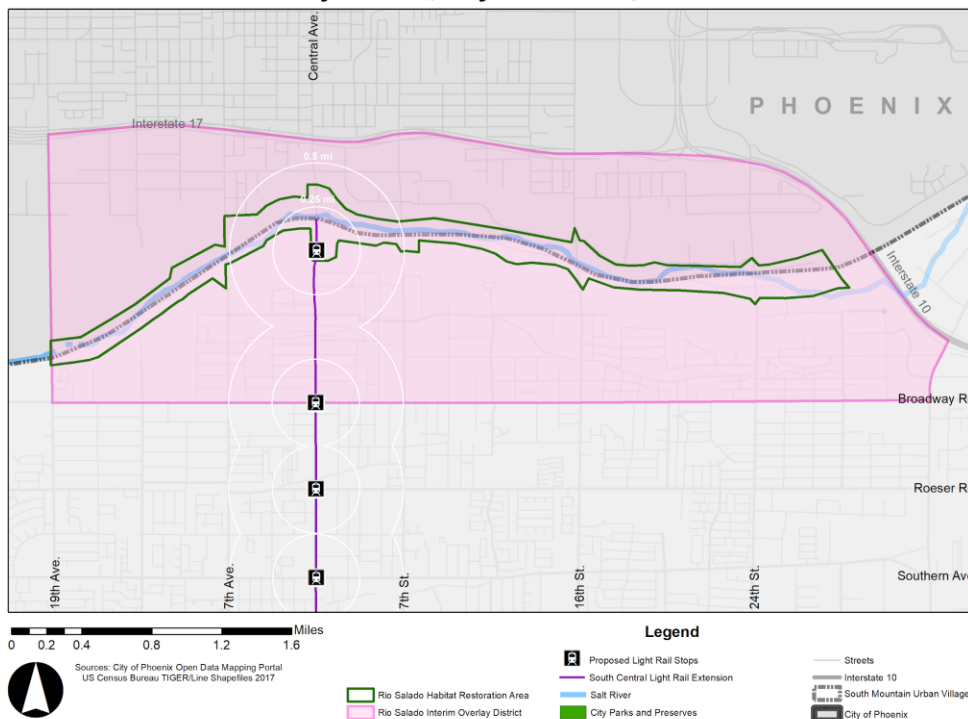 Central Ave.
PHOENIX
Interstate 17
0.5 mi
0.25 mi
Interstate 10
Broadway R
Roeser R
Southern Ave
19th Ave.
7th Ave.
7th St.
16th St.
24th St.
Miles
0 0.2 0.4 0.8 1.2 1.6
Sources: City of Phoenix Open Data Mapping Portal
US Census Bureau TIGER/Line Shapefiles 2017
Legend
Proposed Light Rail Stops
South Central Light Rail Extension
Salt River
City Parks and Preserves
Rio Salado Habitat Restoration Area
Rio Salado Interim Overlay District
Streets
Interstate 10
South Mountain Urban Village
City of Phoenix